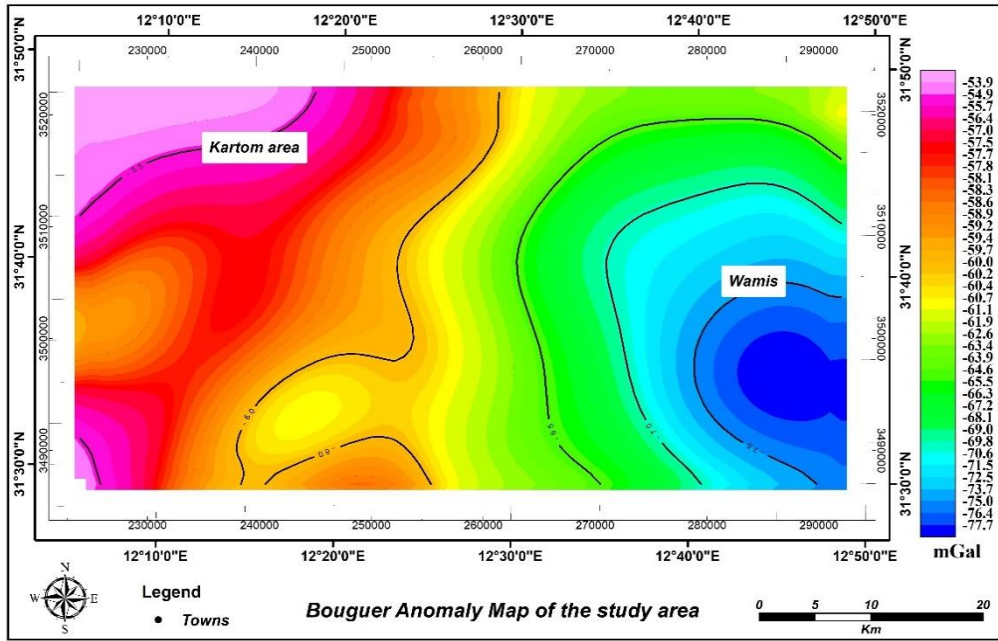 12°10'0"E 12°20'0"E 12°30'0"E 12°40'0"E 12°50'0"E
230000 240000 250000 260000 270000 280000 290000
31°50'0"N 31°40'0"N 31°30'0"N
3520000 3510000 3500000 3490000
Kartom area
Wamis
-55
-60
-60
-65
-70
-75
3520000 3510000 3500000 3490000
31°50'0"N 31°40'0"N 31°30'0"N
-53.9
-54.9
-56.4
-57.0
-57.5
-57.7
-58.1
-58.3
-58.6
-58.9
-59.2
-59.4
-59.7
-60.0
-60.2
-60.4
-60.7
-61.1
-61.9
-62.6
-63.4
-63.9
-64.6
-65.5
-66.3
-67.2
-68.1
-69.0
-69.8
-71.5
-72.5
-73.7
-75.0
-76.4
-77.7
mGal
230000 240000 250000 260000 270000 280000 290000
12°10'0"E 12°20'0"E 12°30'0"E 12°40'0"E 12°50'0"E
N
W E
S
Legend
Towns
Bouguer Anomaly Map of the study area
0 5 10 20
Km